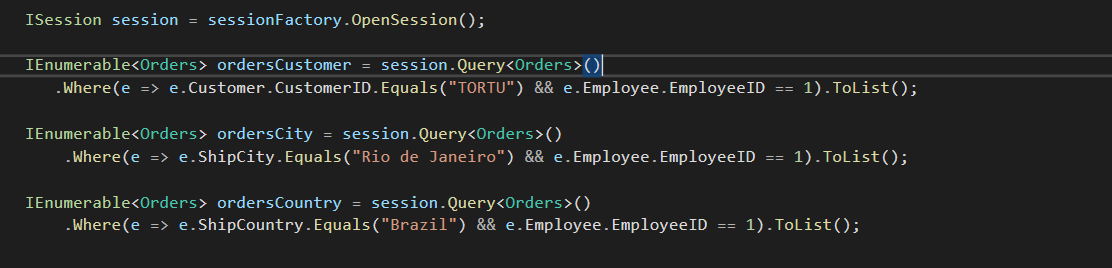 ISession session = sessionFactory.OpenSession();
IEnumerable<Orders> ordersCustomer = session.Query<Orders>()
.Where(e => e.Customer.CustomerID.Equals("TORTU") && e.Employee.EmployeeID == 1).ToList();
IEnumerable<Orders> ordersCity = session.Query<Orders>()
.Where(e => e.ShipCity.Equals("Rio de Janeiro") && e.Employee.EmployeeID == 1).ToList();
IEnumerable<Orders> ordersCountry = session.Query<Orders>()
.Where(e => e.ShipCountry.Equals("Brazil") && e.Employee.EmployeeID == 1).ToList();